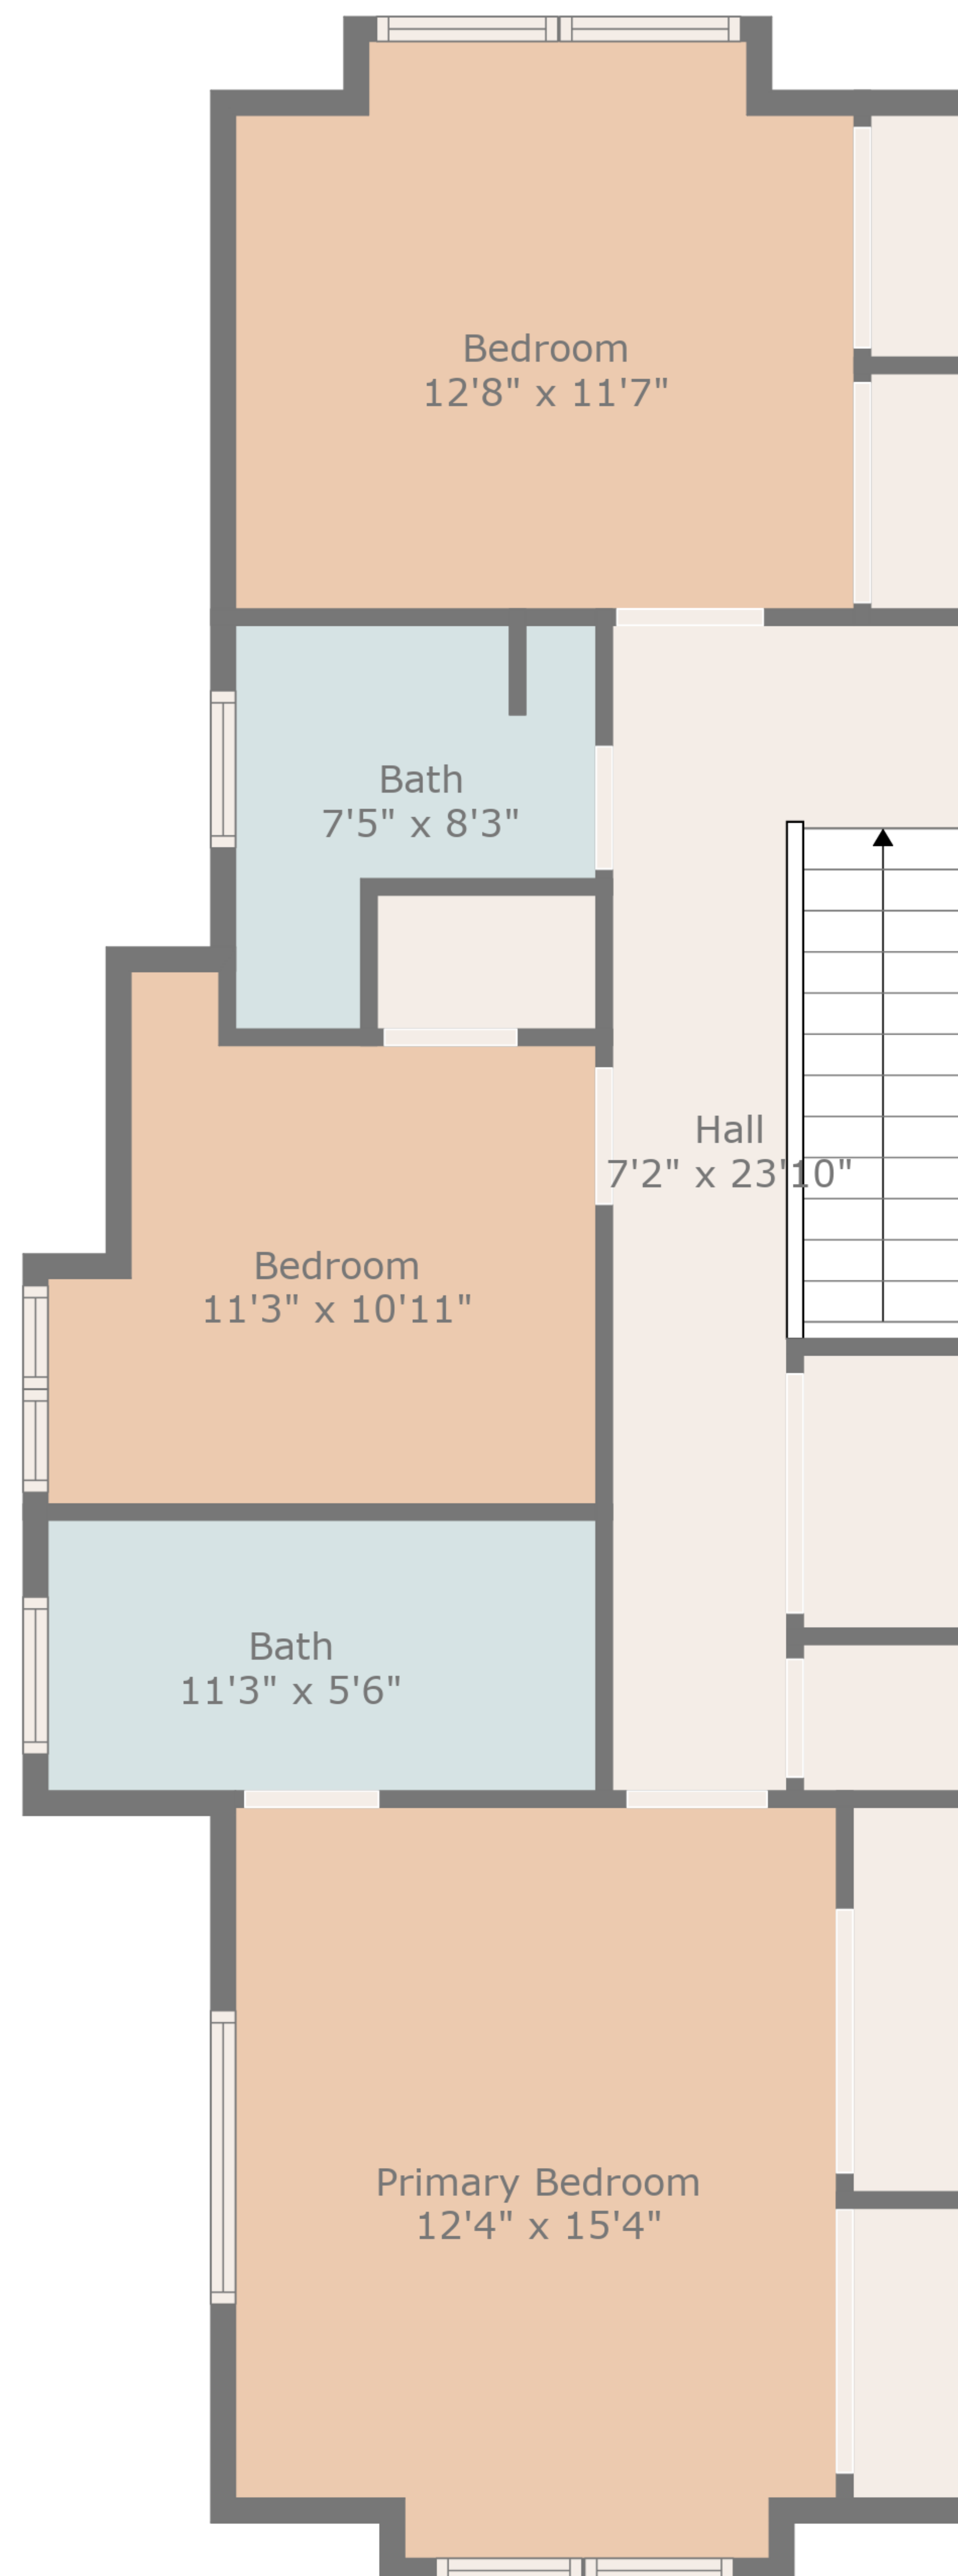 Bedroom
12'8" x 11'7"
Bath
7'5" x 8'3"
Hall
7'2" x 23'10"
Bedroom
11'3" x 10'11"
Bath
11'3" x 5'6"
Primary Bedroom
12'4" x 15'4"